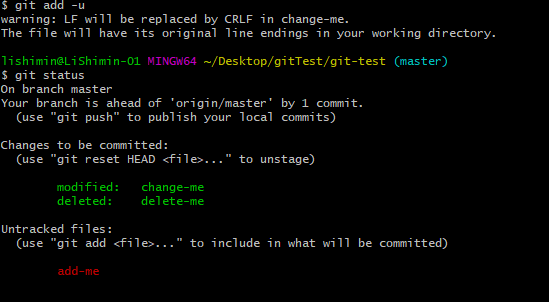 $ git add -u
warning: LF will be replaced by CRLF in change-me.
The file will have its original line endings in your working directory.
lishimin@LiShimin-01 MINGW64 ~/Desktop/gitTest/git-test (master)
$ git status
On branch master
Your branch is ahead of 'origin/master' by 1 commit.
(use "git push" to publish your local commits)
Changes to be committed:
(use "git reset HEAD <file>..." to unstage)
modified: change-me
deleted: delete-me
Untracked files:
(use "git add <file>..." to include in what will be committed)
add-me